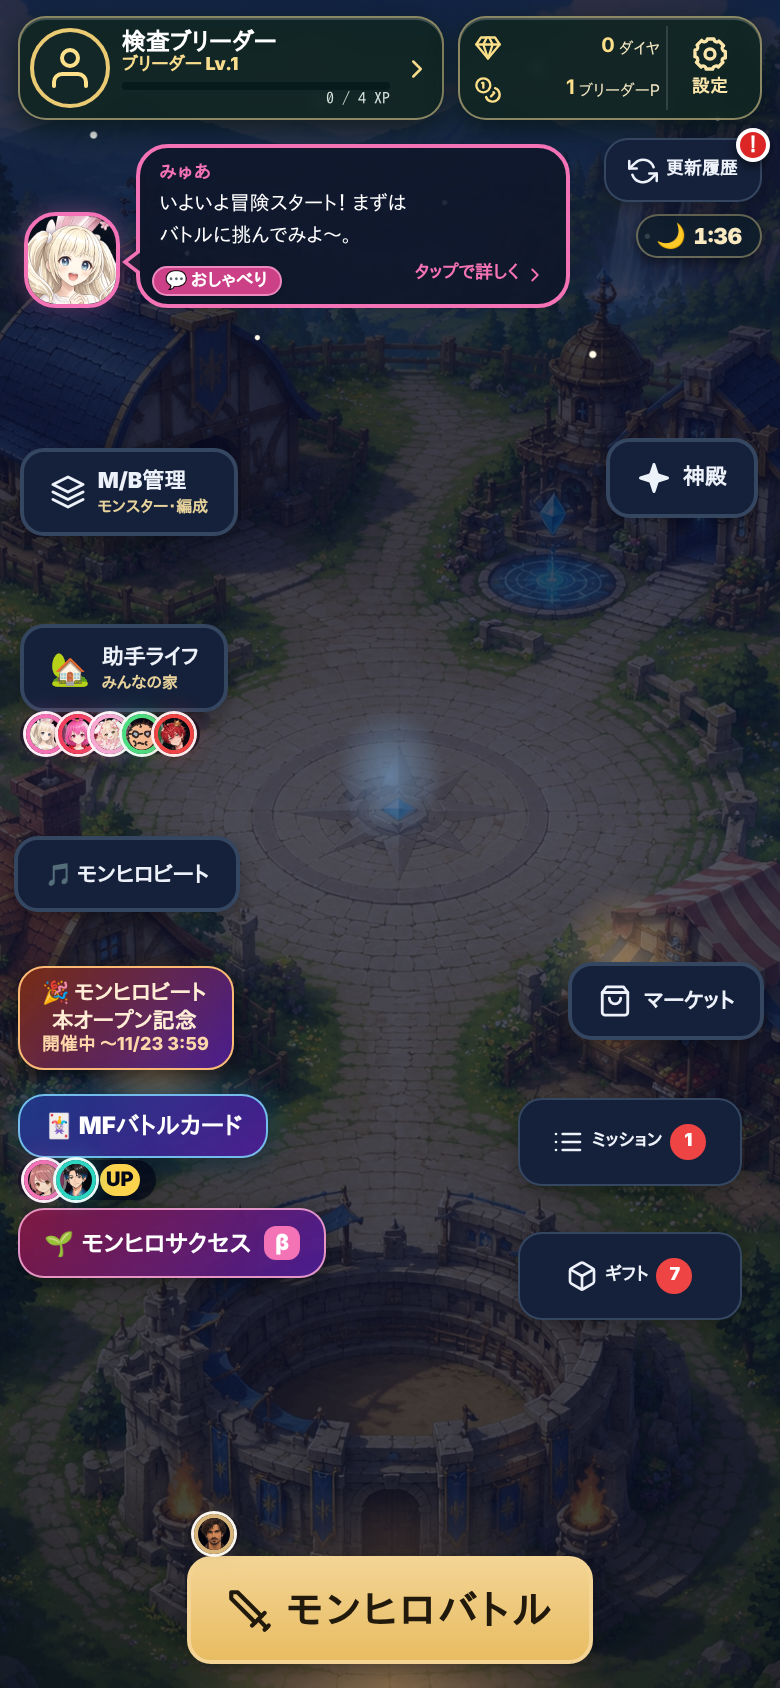 検査ブリーダー
ブリーダー Lv.1
0 / 4 XP
0 ダイヤ
1 ブリーダーP
設定
みゅあ
いよいよ冒険スタート! まずは
バトルに挑んでみよ〜。
💬 おしゃべり
タップで詳しく
更新履歴
!
🌙 1:36
M/B管理
モンスター・編成
神殿
助手ライフ
みんなの家
🎵 モンヒロビート
🎉 モンヒロビート
本オープン記念
開催中 〜11/23 3:59
マーケット
🃏 MFバトルカード
UP
ミッション 1
🌱 モンヒロサクセス β
ギフト 7
モンヒロバトル